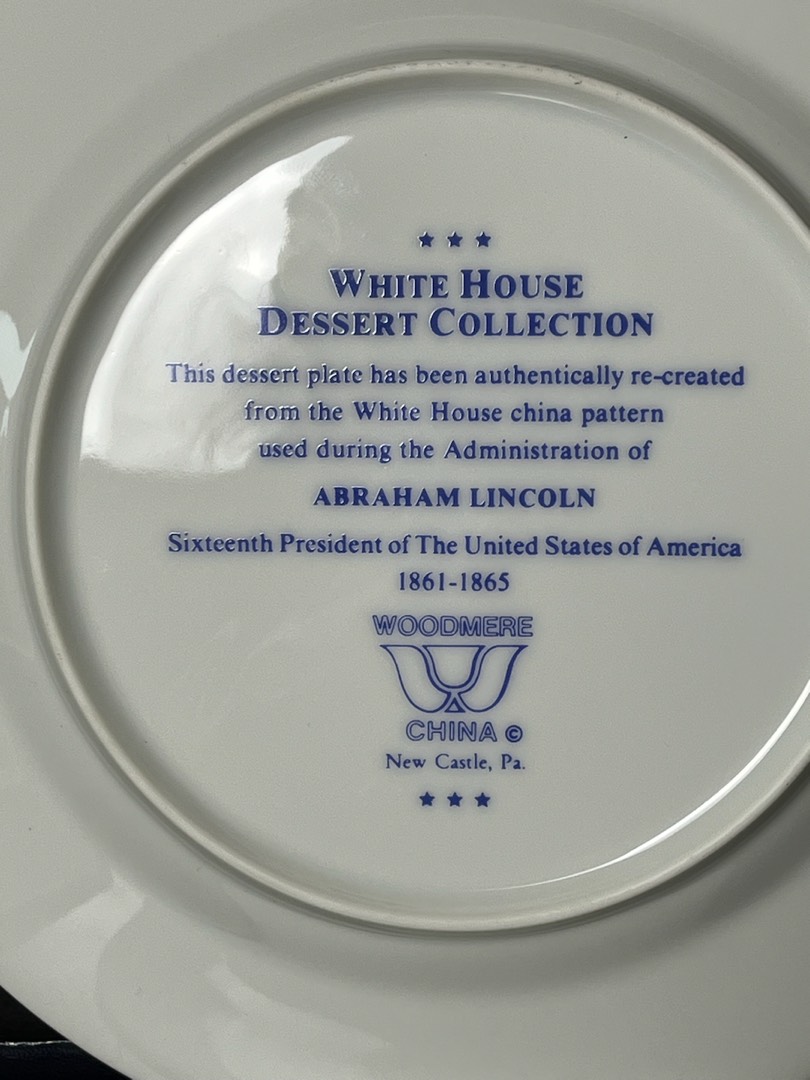 ★ ★ ★
WHITE HOUSE
DESSERT COLLECTION
This dessert plate has been authentically re-created
from the White House china pattern
used during the Administration of
ABRAHAM LINCOLN
Sixteenth President of The United States of America
1861-1865
WOODMERE
CHINA ©
New Castle, Pa.
★ ★ ★